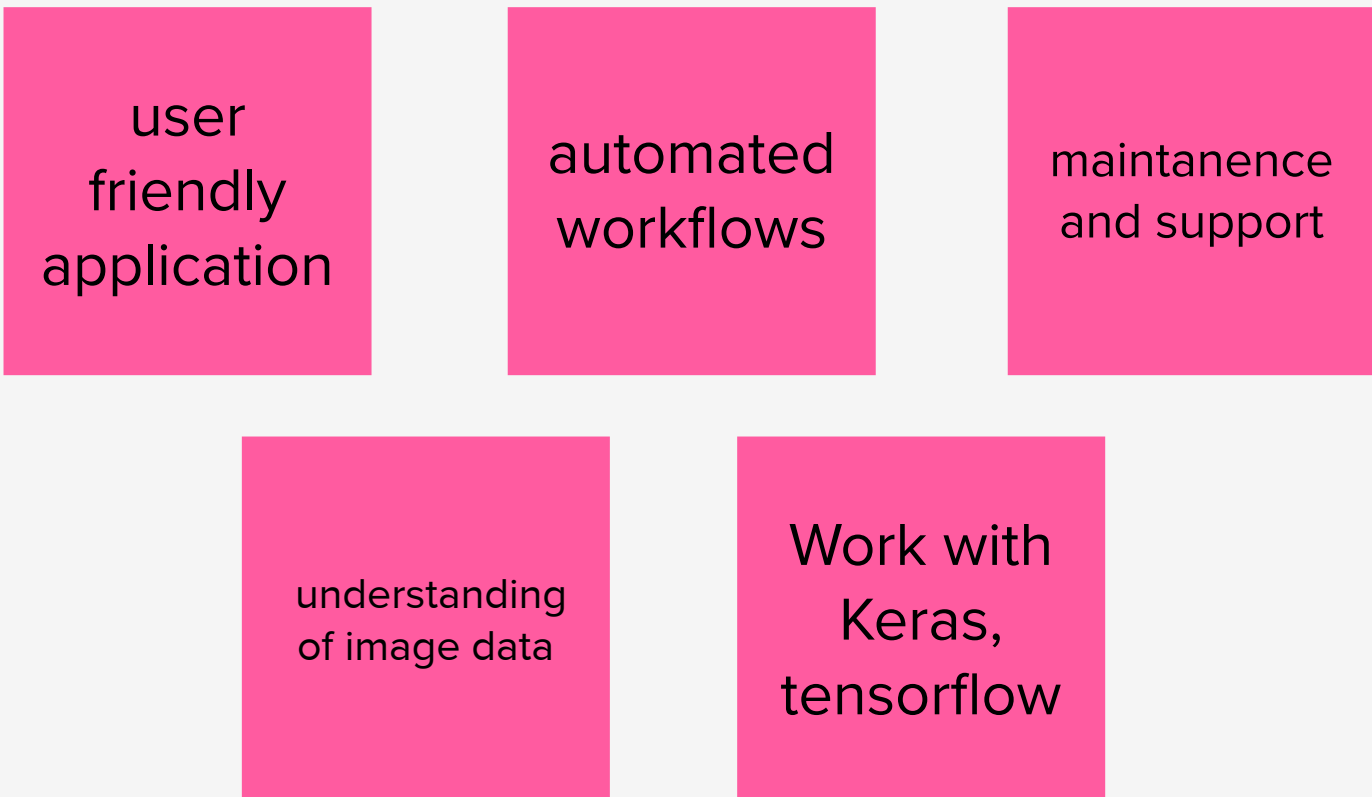 user
friendly
application
automated
workflows
maintanence
and support
understanding
of image data
Work with
Keras,
tensorflow